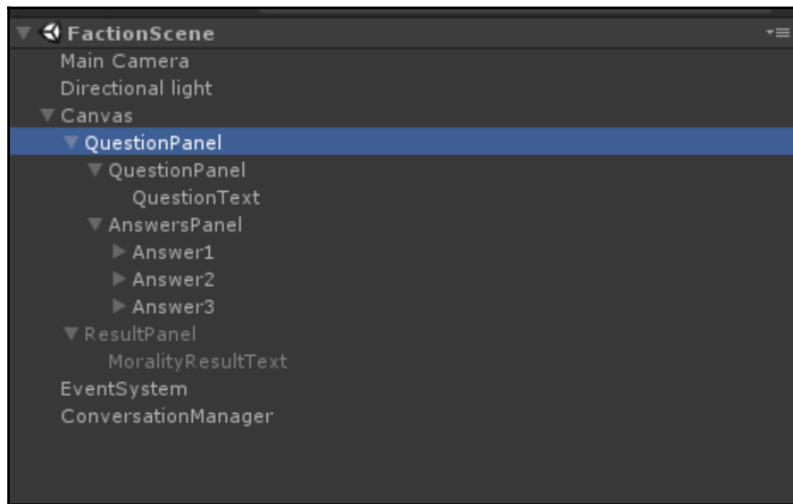 FactionScene
Main Camera
Directional light
Canvas
QuestionPanel
QuestionPanel
QuestionText
AnswersPanel
Answer1
Answer2
Answer3
ResultPanel
MoralityResultText
EventSystem
ConversationManager